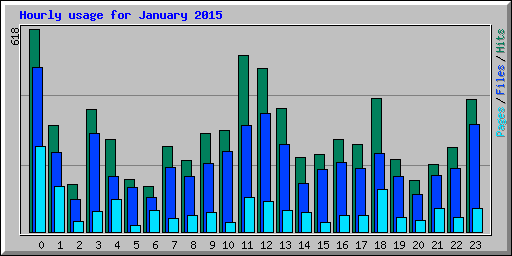 Hourly usage for January 2015
618
Pages/Files/Hits
0 1 2 3 4 5 6 7 8 9 10 11 12 13 14 15 16 17 18 19 20 21 22 23